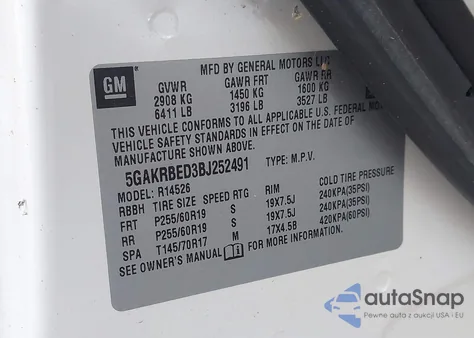 MFD BY GENERAL MOTORS LLC
GM
GVWR GAWR FRT GAWR RR
2908 KG 1450 KG 1600 KG
6411 LB 3196 LB 3527 LB
THIS VEHICLE CONFORMS TO ALL APPLICABLE U.S. FEDERAL MOTOR
VEHICLE SAFETY STANDARDS IN EFFECT ON THE DATE OF
MANUFACTURE SHOWN ABOVE.
5GAKRBED3BJ252491 TYPE: M.P.V.
MODEL: R14526
RBBH TIRE SIZE SPEED RTG RIM COLD TIRE PRESSURE
FRT P255/60R19 S 19X7.5J 240KPA(35PSI)
RR P255/60R19 S 19X7.5J 240KPA(35PSI)
SPA T145/70R17 M 17X4.5B 420KPA(60PSI)
SEE OWNER'S MANUAL FOR MORE INFORMATION.
autoSnap
Pewne auta z USA i EU